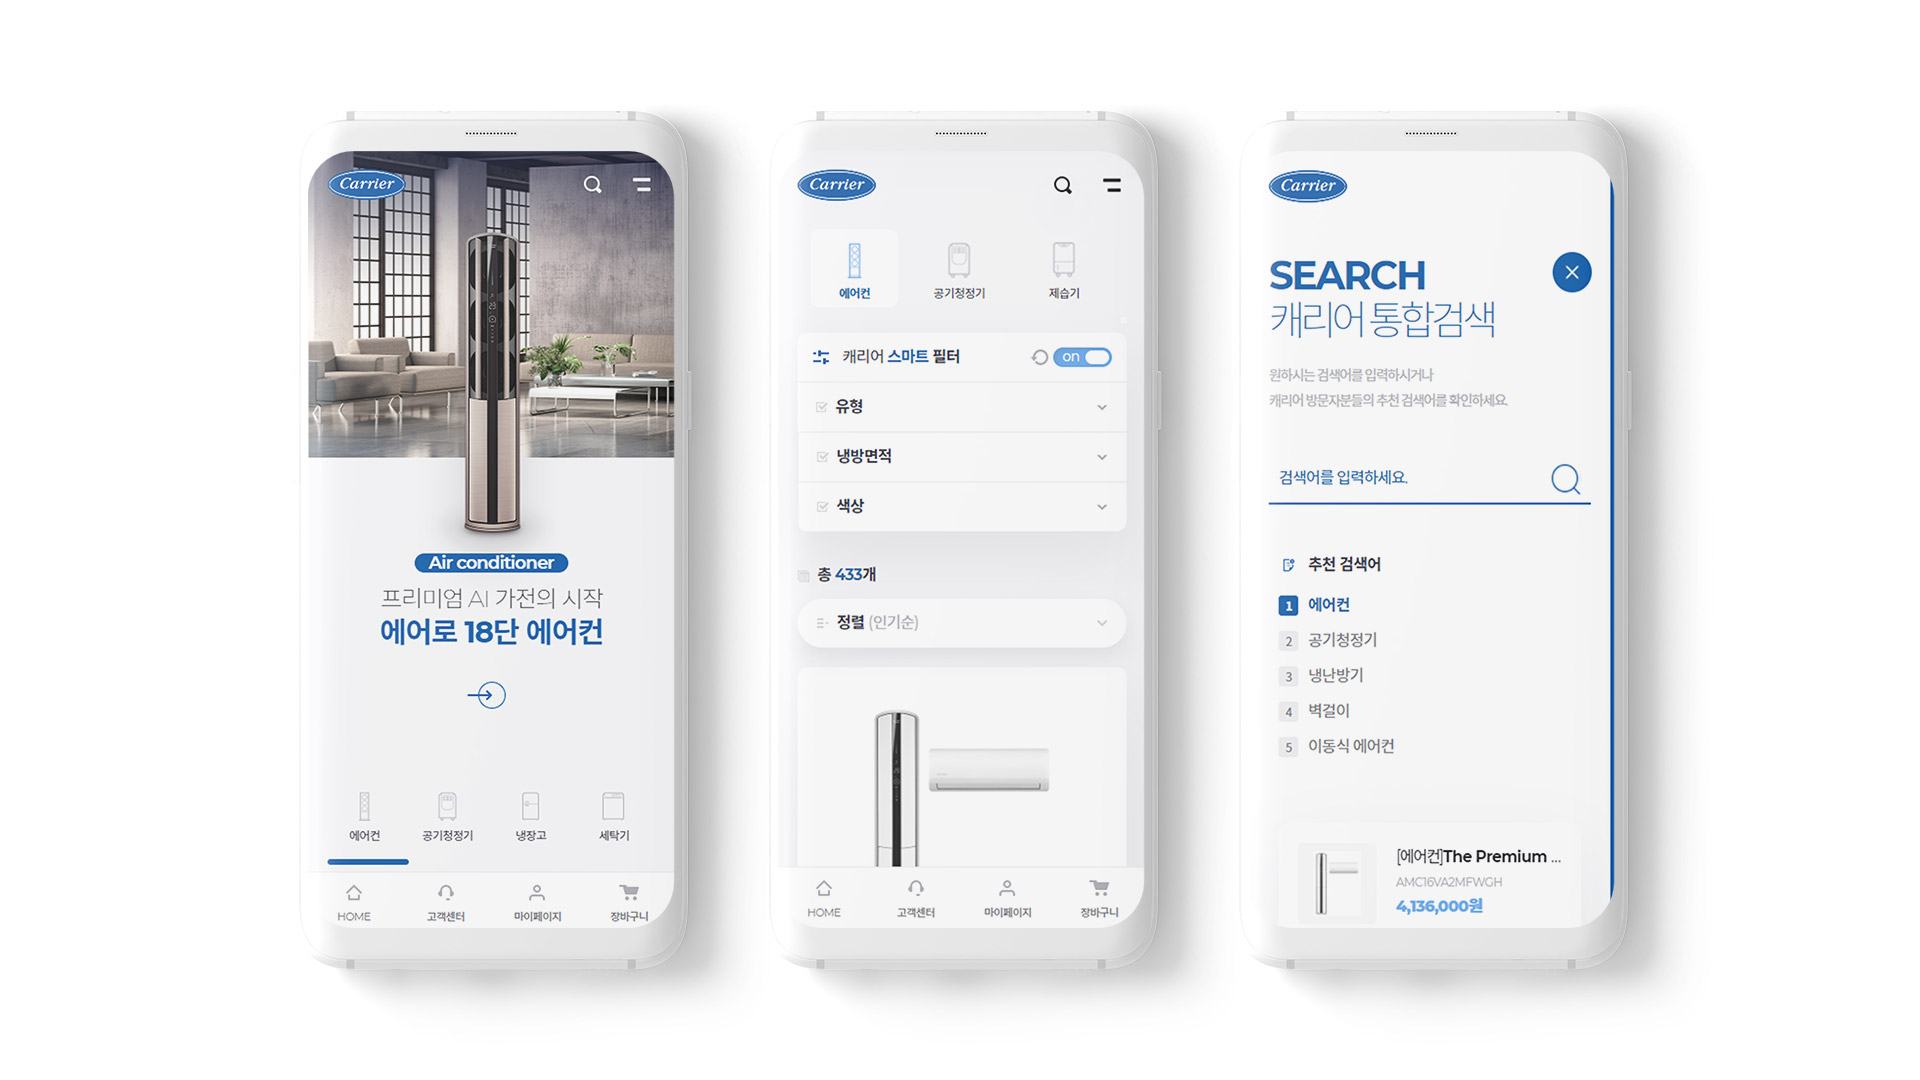 Carrier
Air conditioner
프리미엄 AI 가전의 시작
에어로 18단 에어컨
에어컨
공기청정기
냉장고
세탁기
HOME
고객센터
마이페이지
장바구니
Carrier
에어컨
공기청정기
제습기
캐리어 스마트 필터
on
유형
냉방면적
색상
총 433개
정렬 (인기순)
HOME
고객센터
마이페이지
장바구니
Carrier
SEARCH
캐리어 통합검색
원하시는 검색어를 입력하시거나
캐리어 방문자분들의 추천 검색어를 확인하세요.
검색어를 입력하세요.
추천 검색어
1 에어컨
2 공기청정기
3 냉난방기
4 벽걸이
5 이동식 에어컨
[에어컨]The Premium ...
AMC16VA2MFWGH
4,136,000원